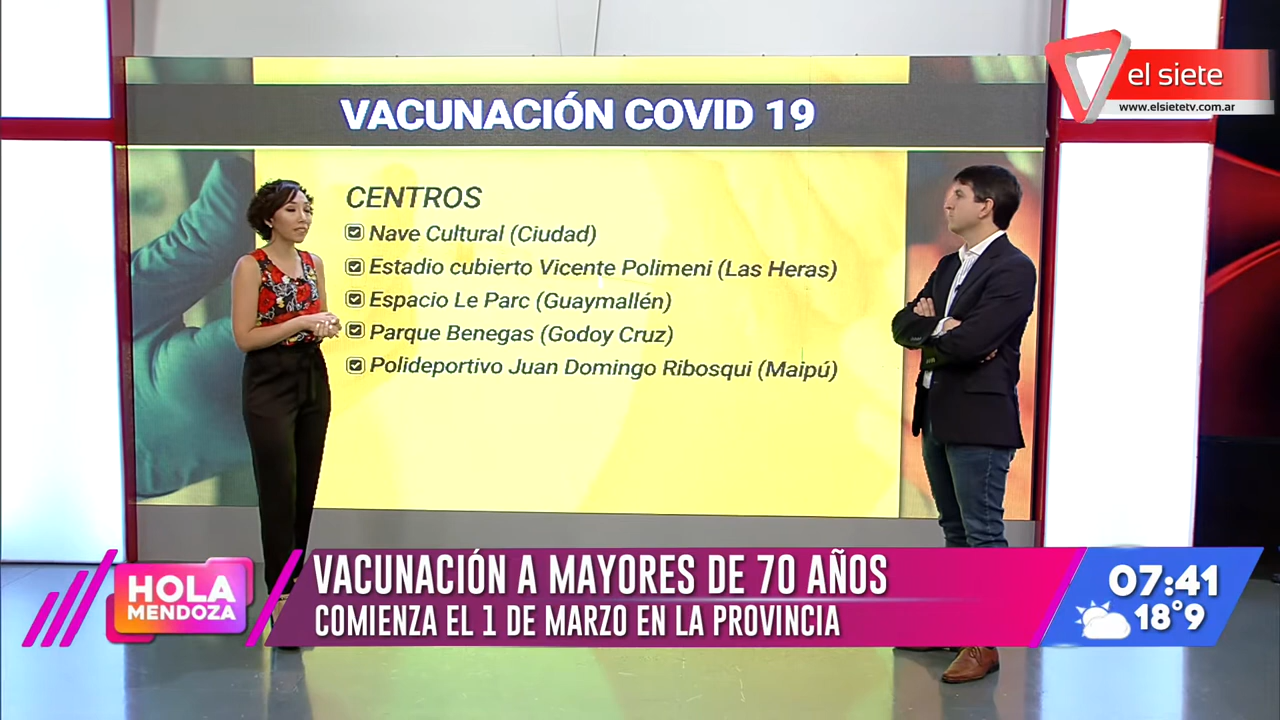 el siete
www.elsietetv.com.ar
VACUNACIÓN COVID 19
CENTROS
Nave Cultural (Ciudad)
Estadio cubierto Vicente Polimeni (Las Heras)
Espacio Le Parc (Guaymallén)
Parque Benegas (Godoy Cruz)
Polideportivo Juan Domingo Ribosqui (Maipú)
HOLA
MENDOZA
VACUNACIÓN A MAYORES DE 70 AÑOS
COMIENZA EL 1 DE MARZO EN LA PROVINCIA
07:41
18°9